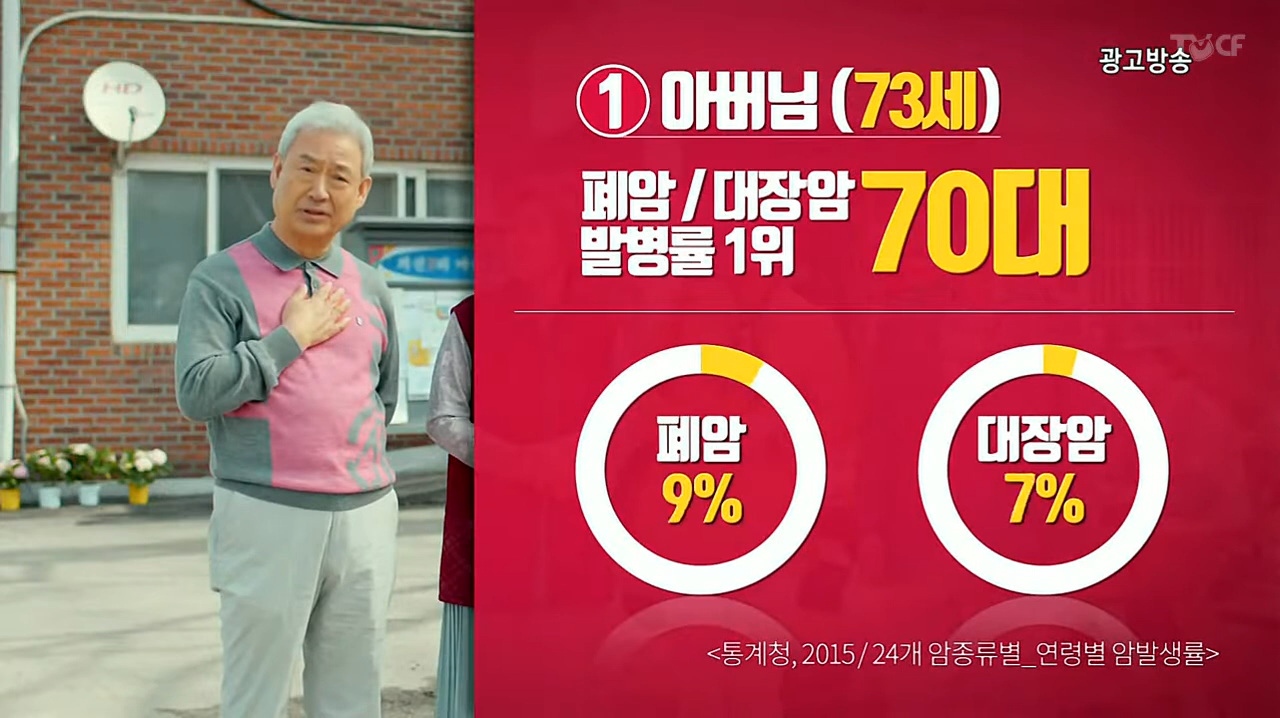 HD
TVCF
광고방송
① 아버님 (73세)
폐암 / 대장암
발병률 1위
70대
폐암
9%
대장암
7%
<통계청, 2015 / 24개 암종류별_연령별 암발생률>